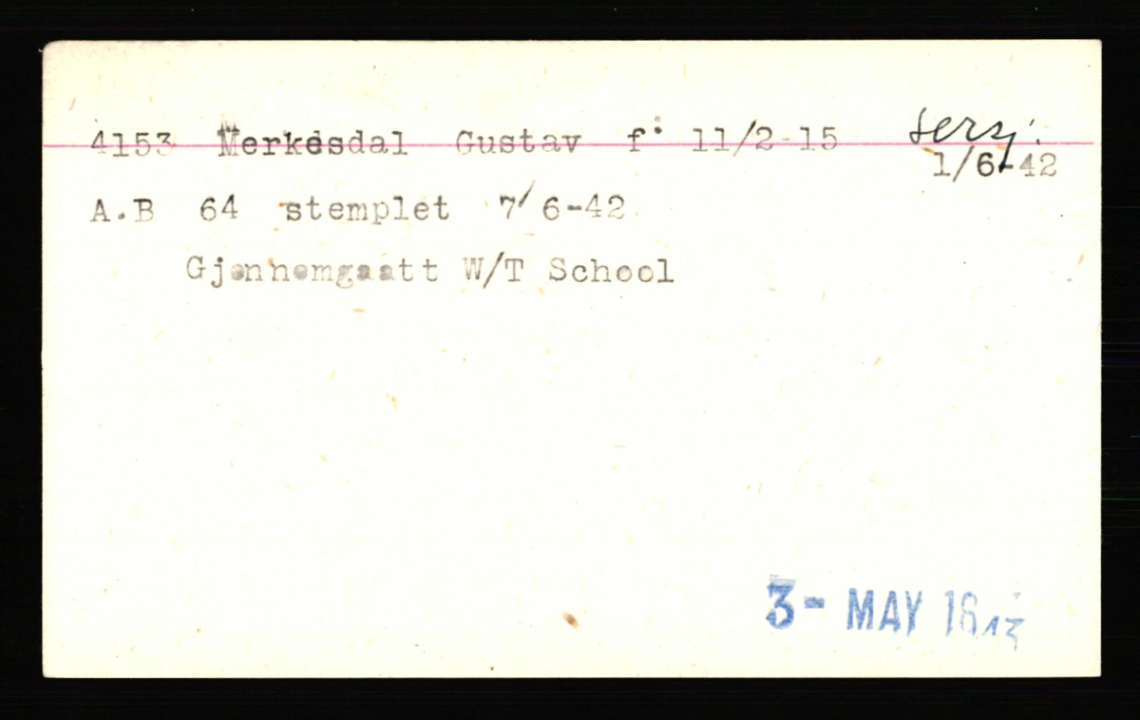 4153 Merkesdal Gustav f: 11/2-15 serg.
1/6-42
A.B 64 stemplet 7/6-42
Gjennemgaatt W/T School
3- MAY